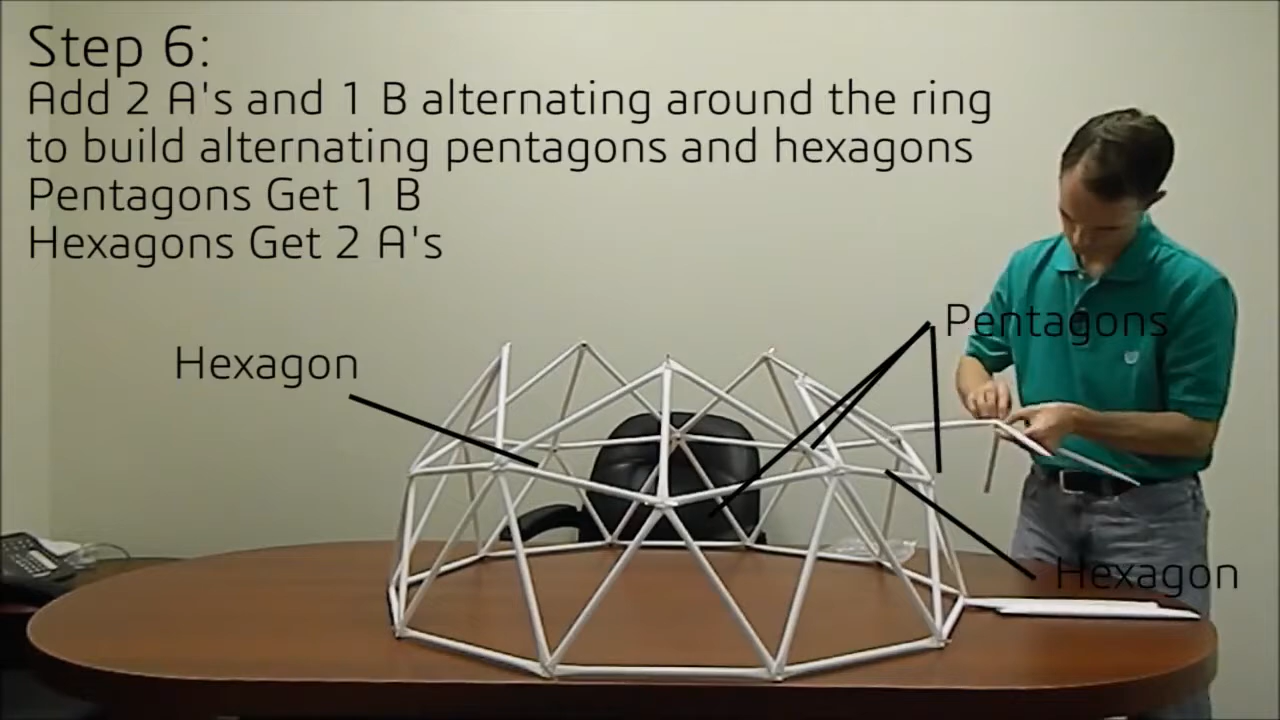 Step 6:
Add 2 A's and 1 B alternating around the ring
to build alternating pentagons and hexagons
Pentagons Get 1 B
Hexagons Get 2 A's
Pentagons
Hexagon
Hexagon